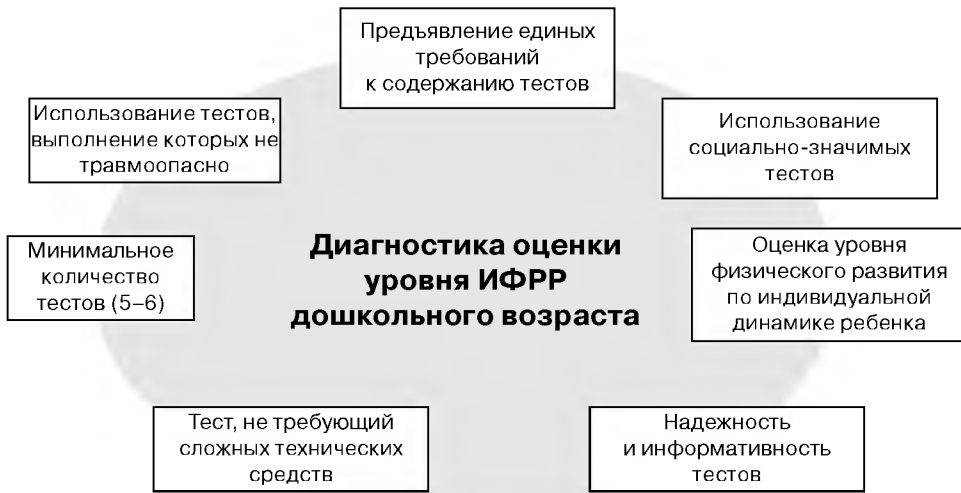 Предъявление единых
требований
к содержанию тестов
Использование тестов,
выполнение которых не
травмоопасно
Использование
социально-значимых
тестов
Минимальное
количество
тестов (5–6)
Диагностика оценки
уровня ИФРР
дошкольного возраста
Оценка уровня
физического развития
по индивидуальной
динамике ребенка
Тест, не требующий
сложных технических
средств
Надежность
и информативность
тестов